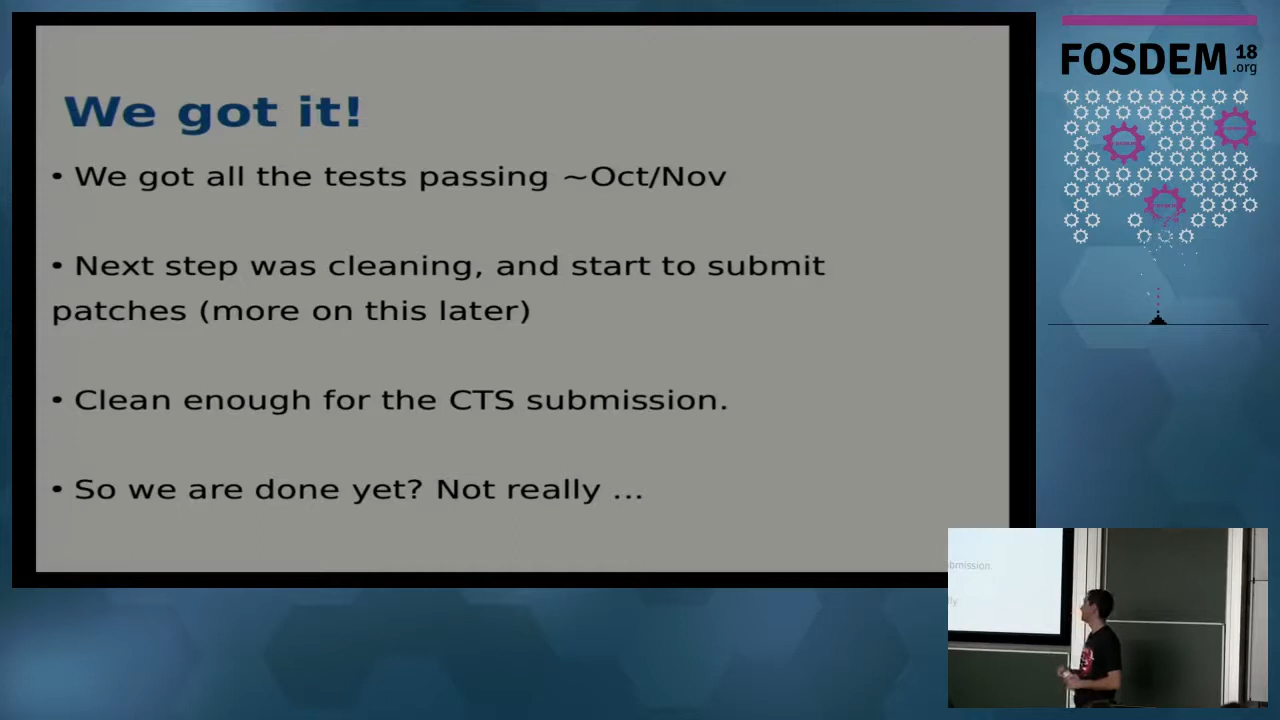 We got it!
• We got all the tests passing ~Oct/Nov
• Next step was cleaning, and start to submit
patches (more on this later)
• Clean enough for the CTS submission.
• So we are done yet? Not really ...
FOSDEM 18
.org
bmission.
ly